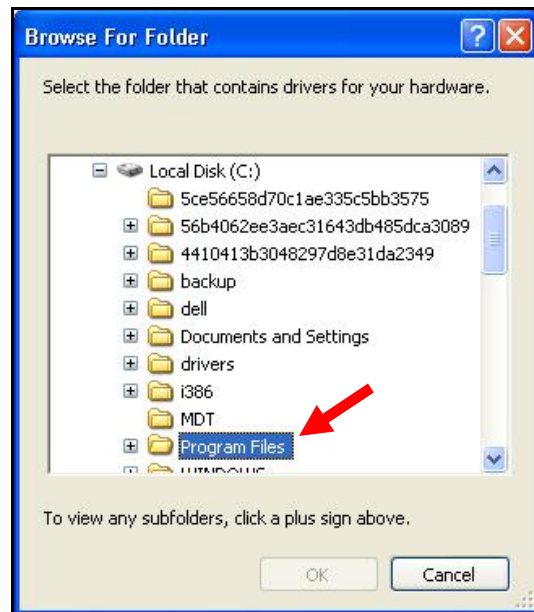 Browse For Folder
Select the folder that contains drivers for your hardware.
Local Disk (C:)
5ce56658d70c1ae335c5bb3575
56b4062ee3aec31643db485dca3089
4410413b3048297d8e31da2349
backup
dell
Documents and Settings
drivers
i386
MDT
Program Files
WINDOWS
To view any subfolders, click a plus sign above.
OK Cancel